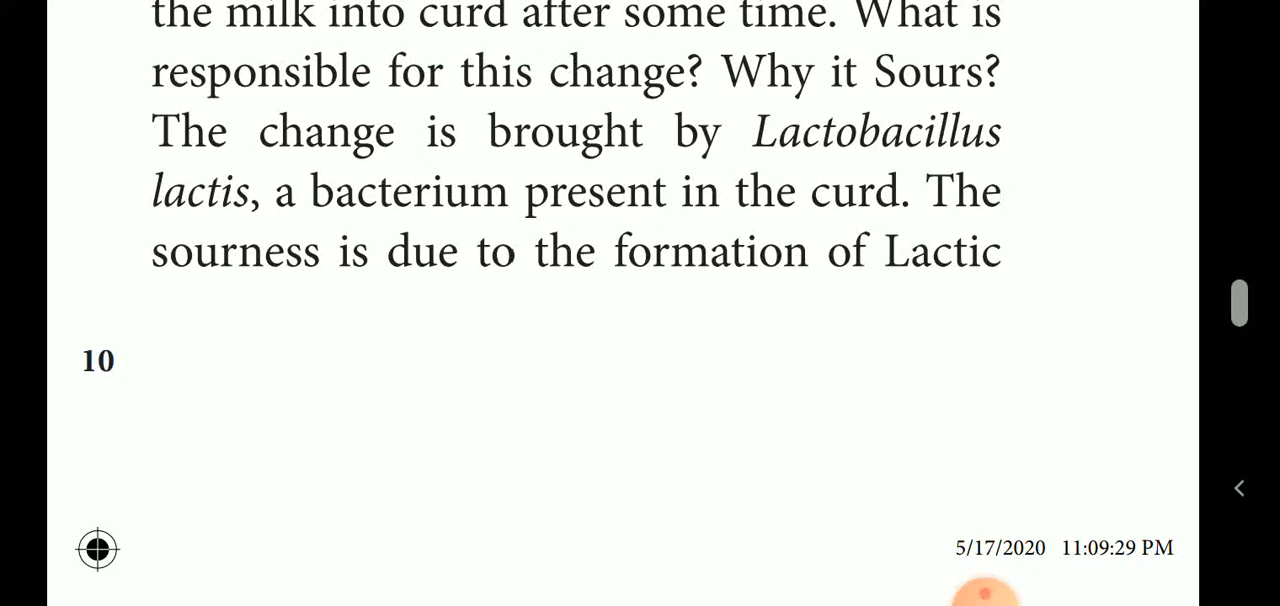 the milk into curd after some time. What is
responsible for this change? Why it Sours?
The change is brought by Lactobacillus
lactis, a bacterium present in the curd. The
sourness is due to the formation of Lactic
10
5/17/2020 11:09:29 PM